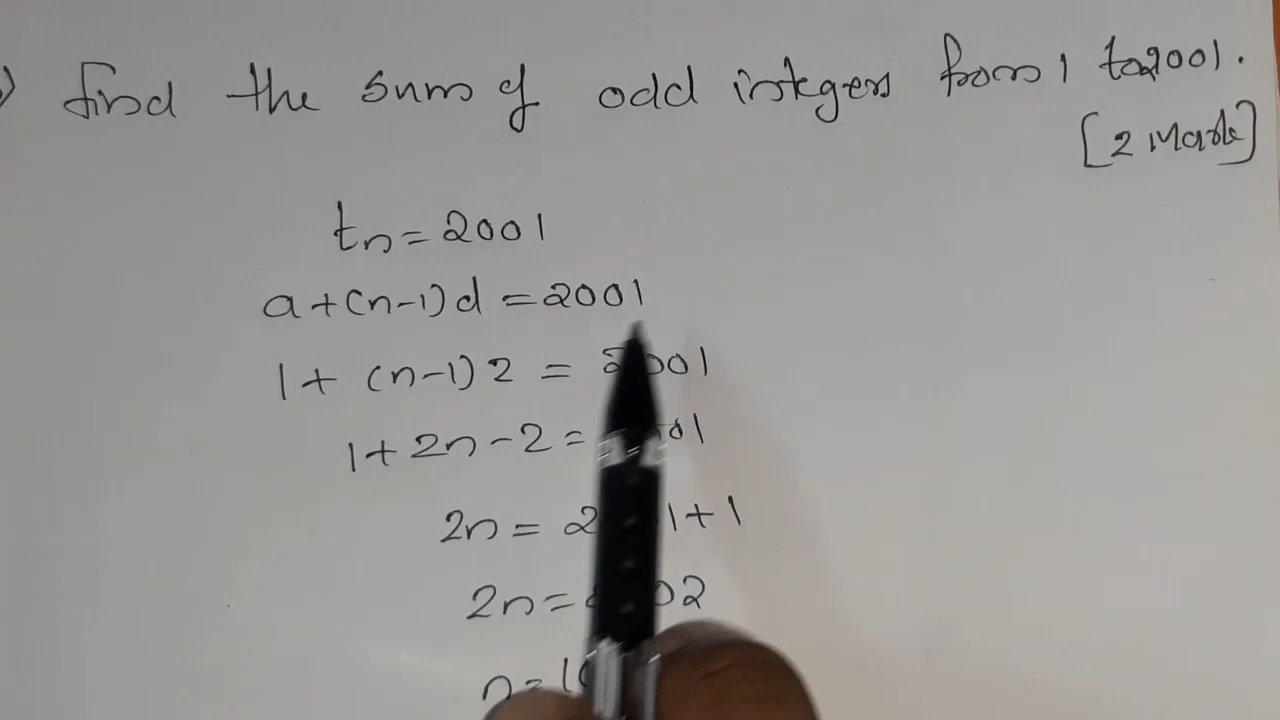 ) Find the sum of odd integers from 1 to 2001.
[2 Mark]
tn = 2001
a + (n-1) d = 2001
1 + (n-1) 2 = 2001
1 + 2n - 2 =
2n =
2n =
n =